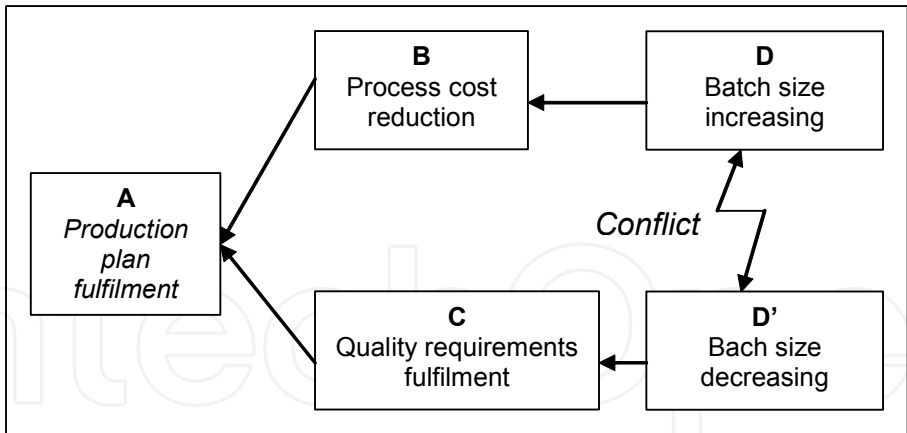 B
Process cost
reduction
D
Batch size
increasing
A
Production
plan
fulfilment
Conflict
C
Quality requirements
fulfilment
D’
Bach size
decreasing